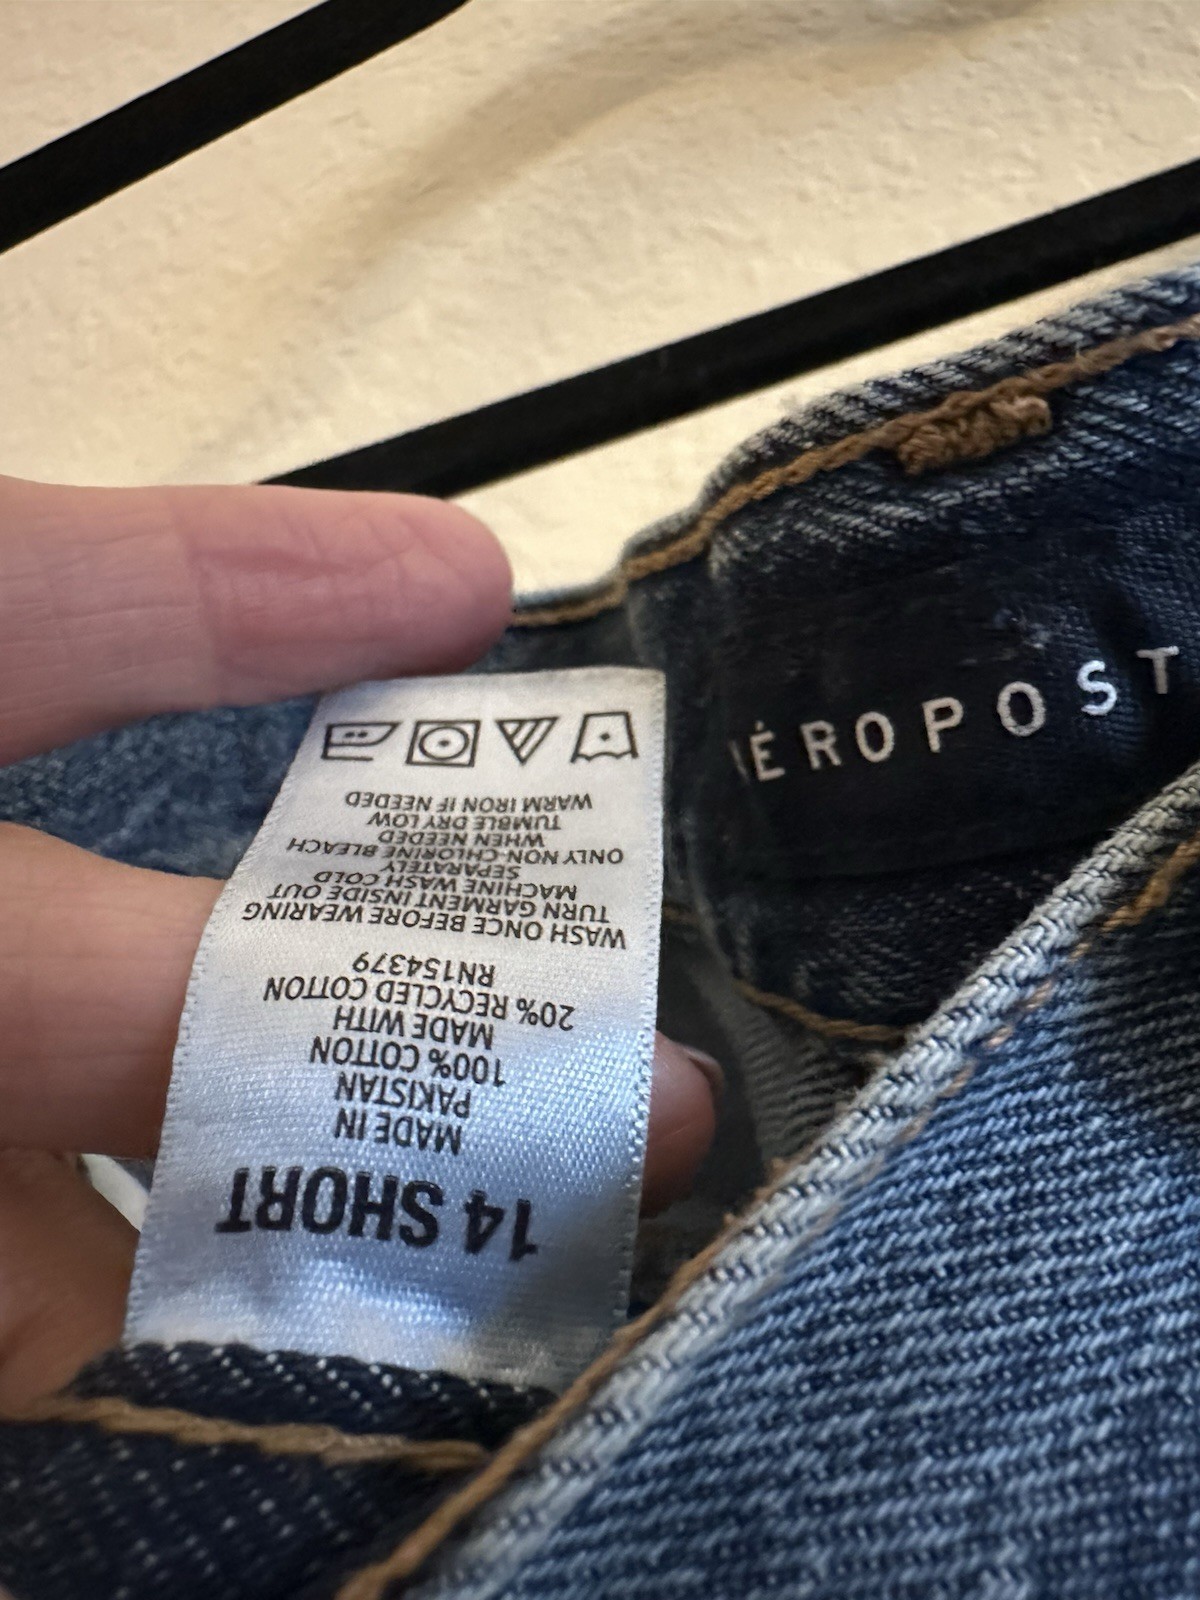 14 SHORT
MADE IN
PAKISTAN
100% COTTON
MADE WITH
20% RECYCLED COTTON
RN154379
WASH ONCE BEFORE WEARING
TURN GARMENT INSIDE OUT
MACHINE WASH COLD
SEPARATELY
ONLY NON-CHLORINE BLEACH
WHEN NEEDED
TUMBLE DRY LOW
WARM IRON IF NEEDED
AÉROPOST